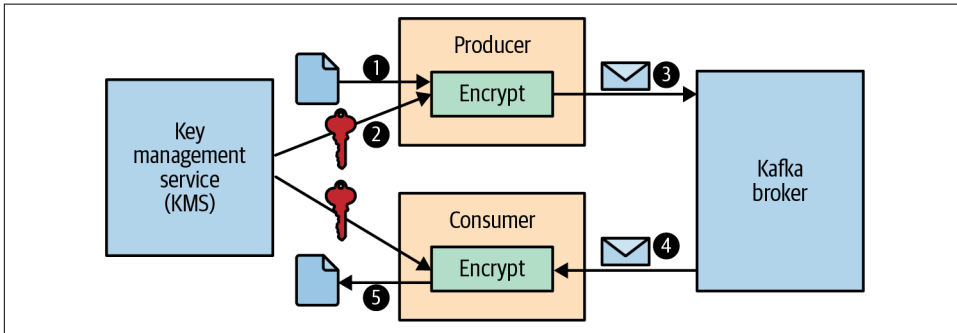 Producer
1
3
Encrypt
2
Key
management
service
(KMS)
Kafka
broker
Consumer
4
Encrypt
5